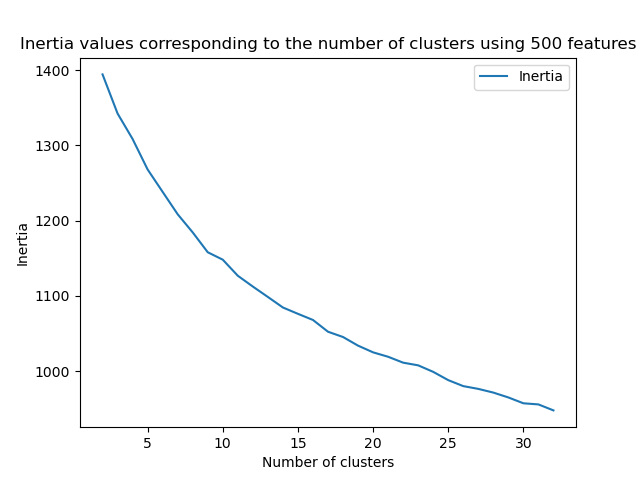 Inertia values corresponding to the number of clusters using 500 features
Inertia
1400
1300
1200
1100
1000
Inertia
5
10
15
20
25
30
Number of clusters